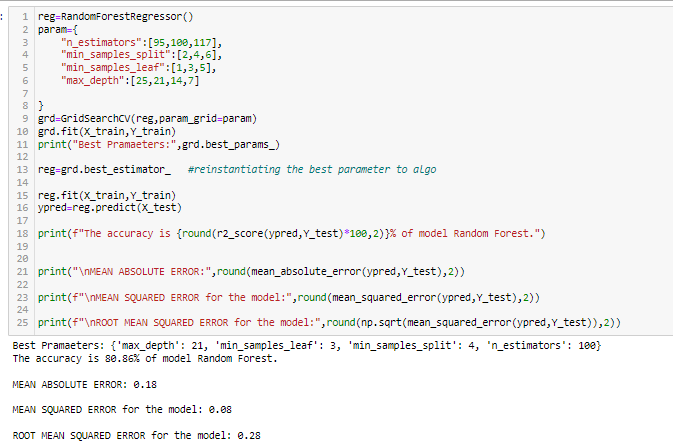 1 reg=RandomForestRegressor()
2 param={
3 "n_estimators":[95,100,117],
4 "min_samples_split":[2,4,6],
5 "min_samples_leaf":[1,3,5],
6 "max_depth":[25,21,14,7]
7
8 }
9 grd=GridSearchCV(reg,param_grid=param)
10 grd.fit(X_train,Y_train)
11 print("Best Pramaeters:",grd.best_params_)
12
13 reg=grd.best_estimator_ #reinstantiating the best parameter to algo
14
15 reg.fit(X_train,Y_train)
16 ypred=reg.predict(X_test)
17
18 print(f"The accuracy is {round(r2_score(ypred,Y_test)*100,2)}% of model Random Forest.")
19
20
21 print("\nMEAN ABSOLUTE ERROR:",round(mean_absolute_error(ypred,Y_test),2))
22
23 print(f"\nMEAN SQUARED ERROR for the model:",round(mean_squared_error(ypred,Y_test),2))
24
25 print(f"\nROOT MEAN SQUARED ERROR for the model:",round(np.sqrt(mean_squared_error(ypred,Y_test)),2))
Best Pramaeters: {'max_depth': 21, 'min_samples_leaf': 3, 'min_samples_split': 4, 'n_estimators': 100}
The accuracy is 80.86% of model Random Forest.
MEAN ABSOLUTE ERROR: 0.18
MEAN SQUARED ERROR for the model: 0.08
ROOT MEAN SQUARED ERROR for the model: 0.28